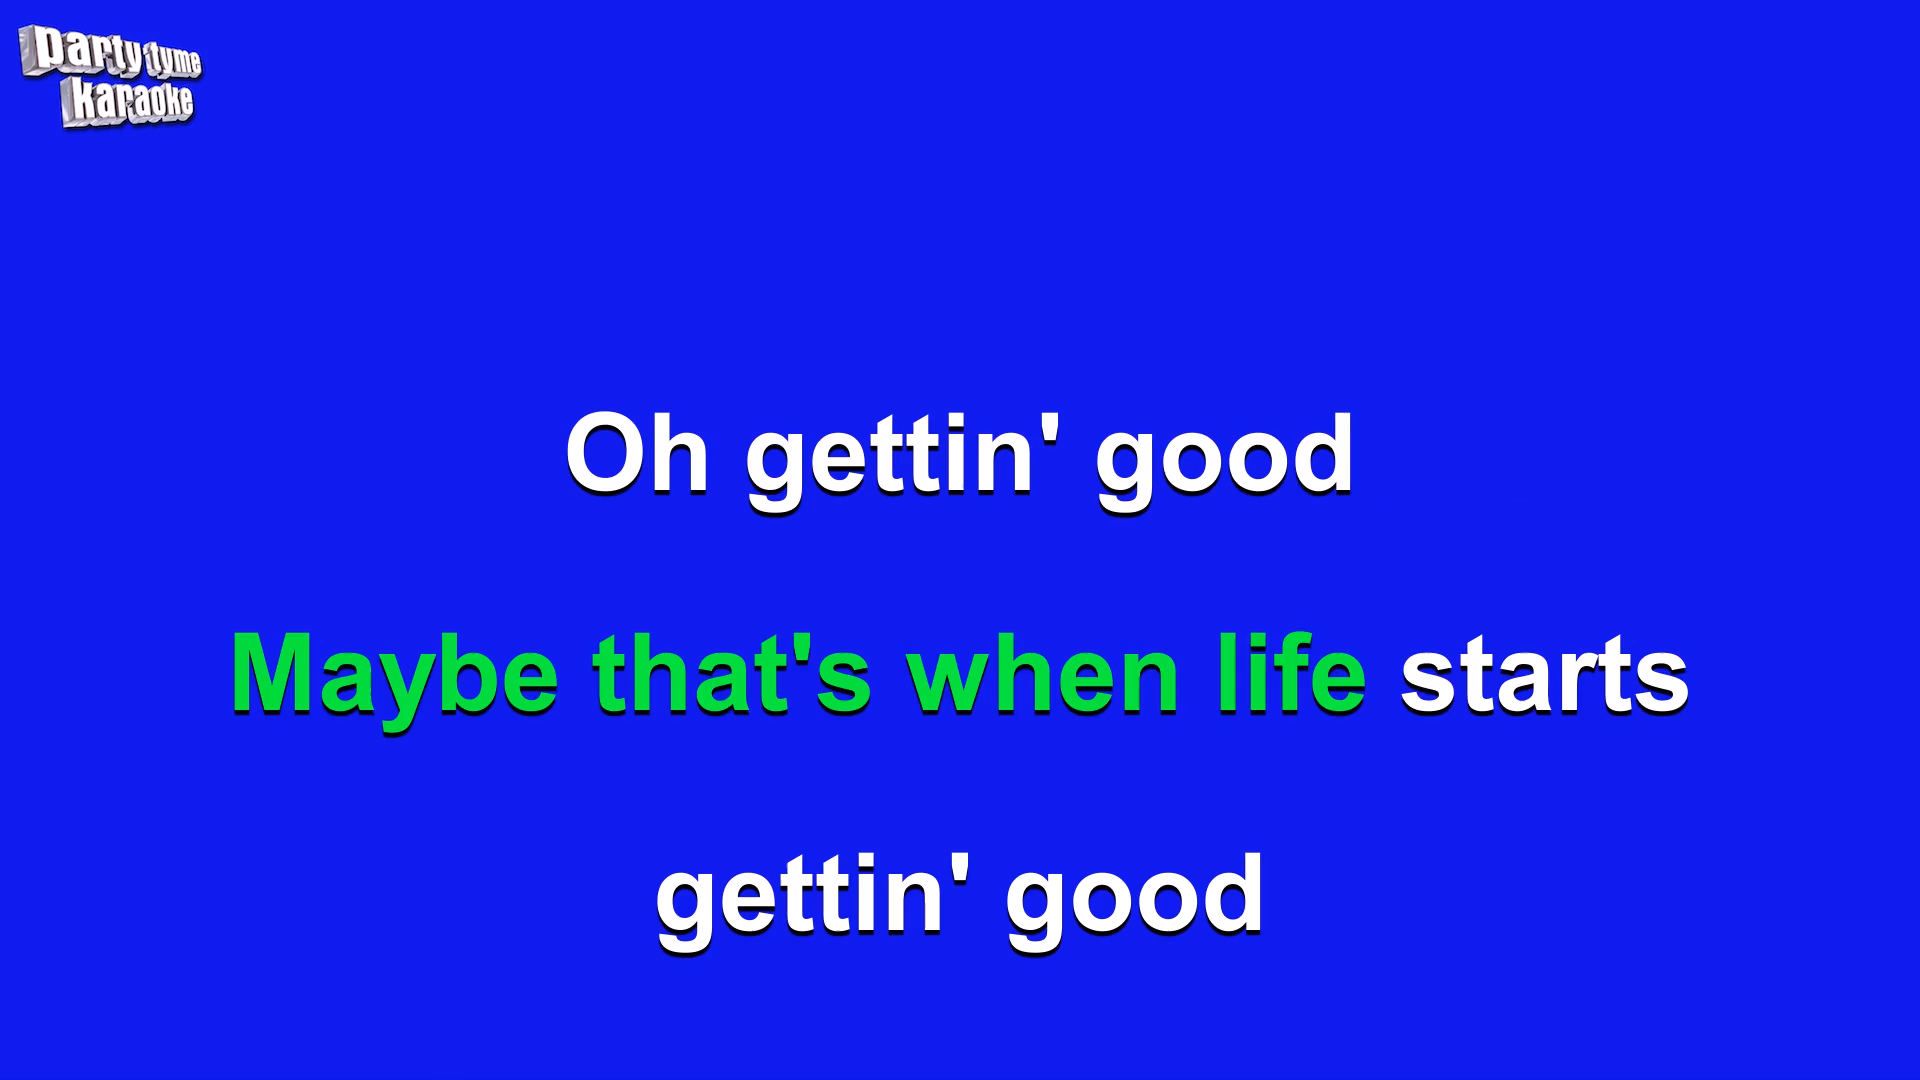 party tyme
karaoke
Oh gettin' good
Maybe that's when life starts
gettin' good